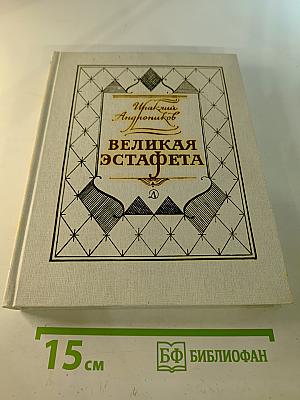 Ираклий
Андроников
ВЕЛИКАЯ
ЭСТАФЕТА
Д
15 см
БФ БИБЛИОФАН